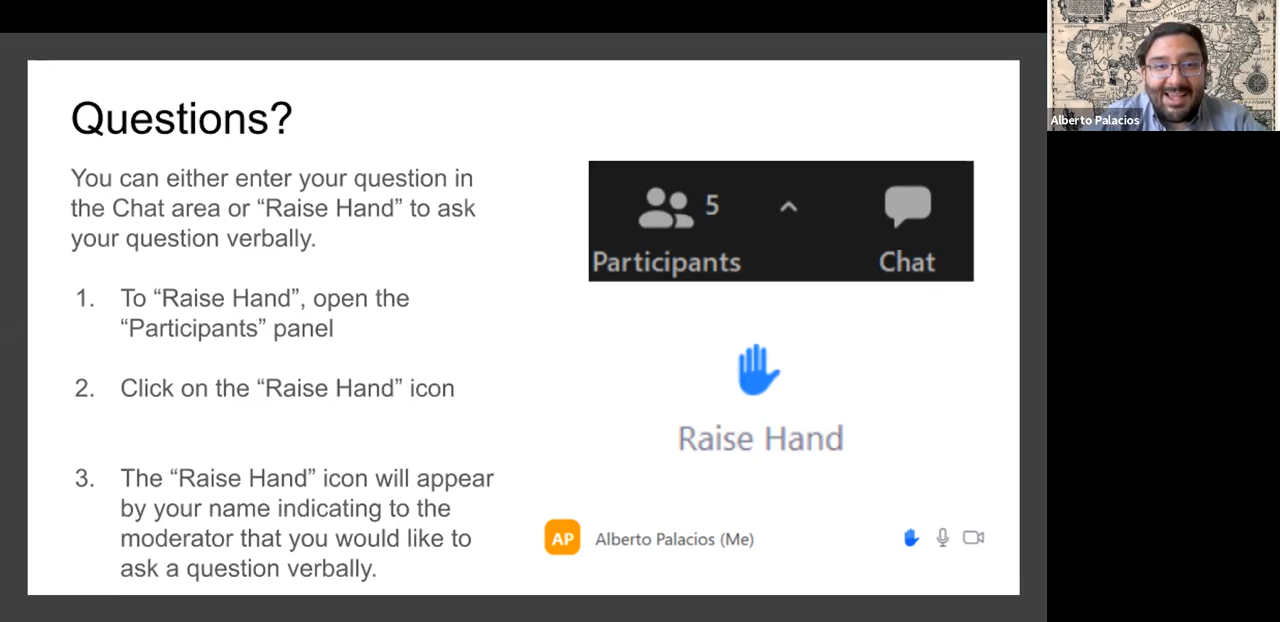 Questions?
You can either enter your question in
the Chat area or “Raise Hand” to ask
your question verbally.
1. To “Raise Hand”, open the
“Participants” panel
2. Click on the “Raise Hand” icon
3. The “Raise Hand” icon will appear
by your name indicating to the
moderator that you would like to
ask a question verbally.
5
Participants
Chat
Raise Hand
AP Alberto Palacios (Me)
Alberto Palacios